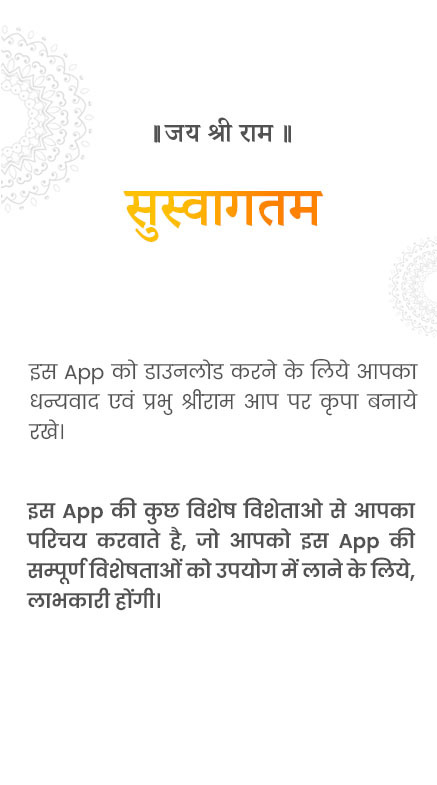 ॥जय श्री राम ॥
सुस्वागतम
इस App को डाउनलोड करने के लिये आपका
धन्यवाद एवं प्रभु श्रीराम आप पर कृपा बनाये
रखे।
इस App की कुछ विशेष विशेताओ से आपका
परिचय करवाते है, जो आपको इस App की
सम्पूर्ण विशेषताओं को उपयोग में लाने के लिये,
लाभकारी होंगी।